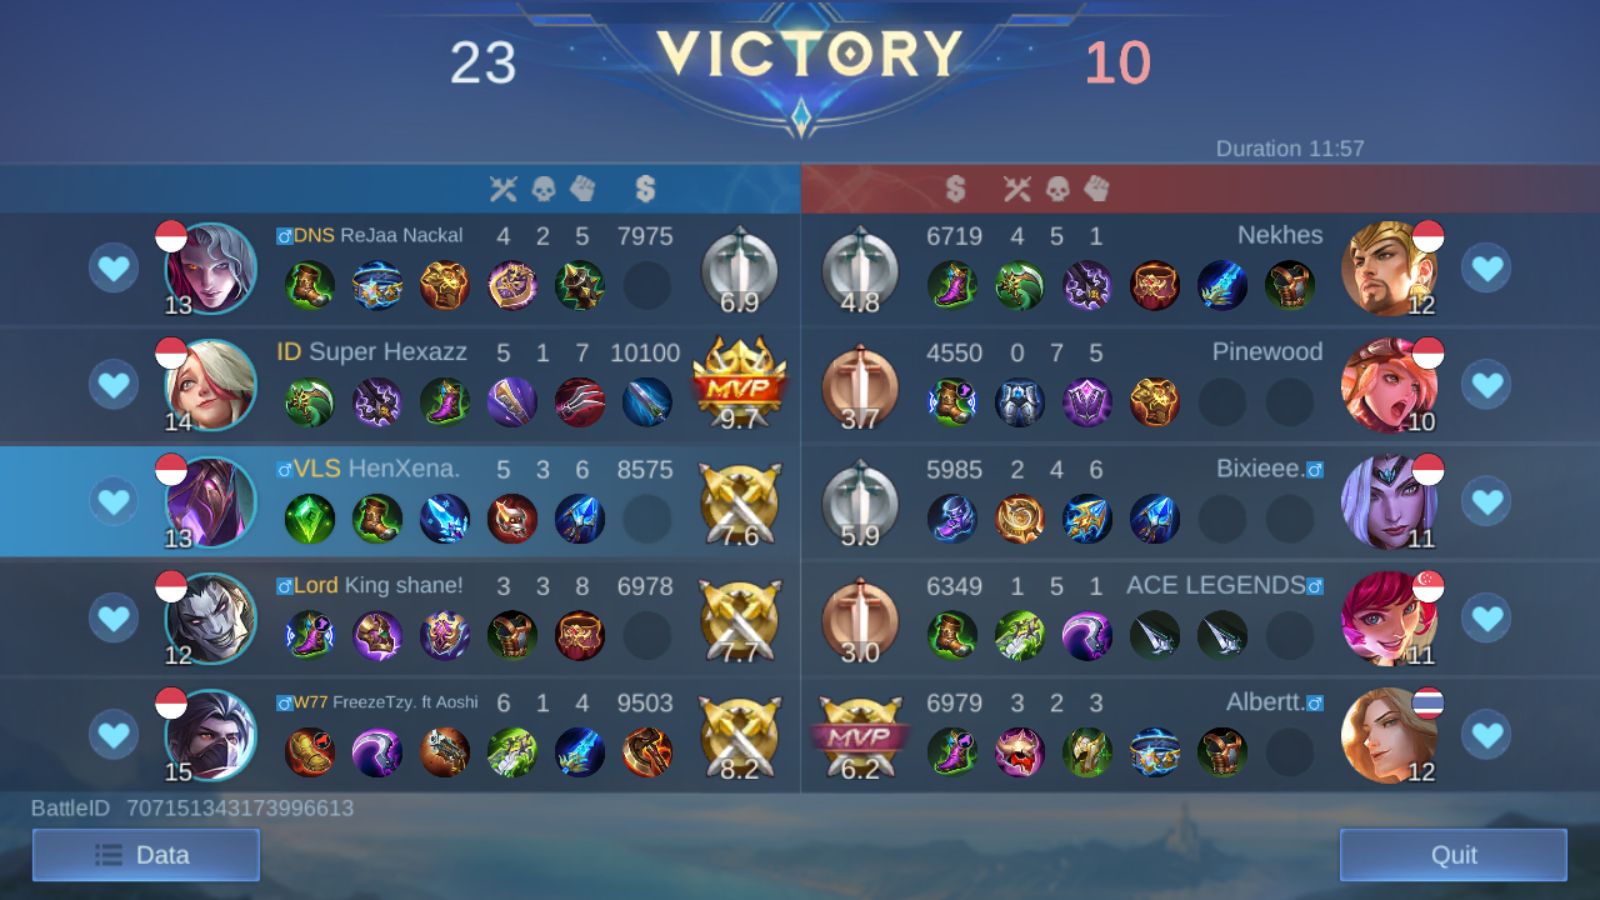 23 VICTORY 10
Duration 11:57
DNS ReJaa Nackal 4 2 5 7975 6.9 13
4.8 6719 4 5 1 Nekhes 12
ID Super Hexazz 5 1 7 10100 MVP 9.7 14
3.7 4550 0 7 5 Pinewood 10
VLS HenXena. 5 3 6 8575 7.6 13
5.9 5985 2 4 6 Bixieee. 11
Lord King shane! 3 3 8 6978 7.7 12
3.0 6349 1 5 1 ACE LEGENDS 11
W77 FreezeTzy. ft Aoshi 6 1 4 9503 8.2 15
MVP 6.2 6979 3 2 3 Albertt. 12
BattleID 707151343173996613
Data
Quit